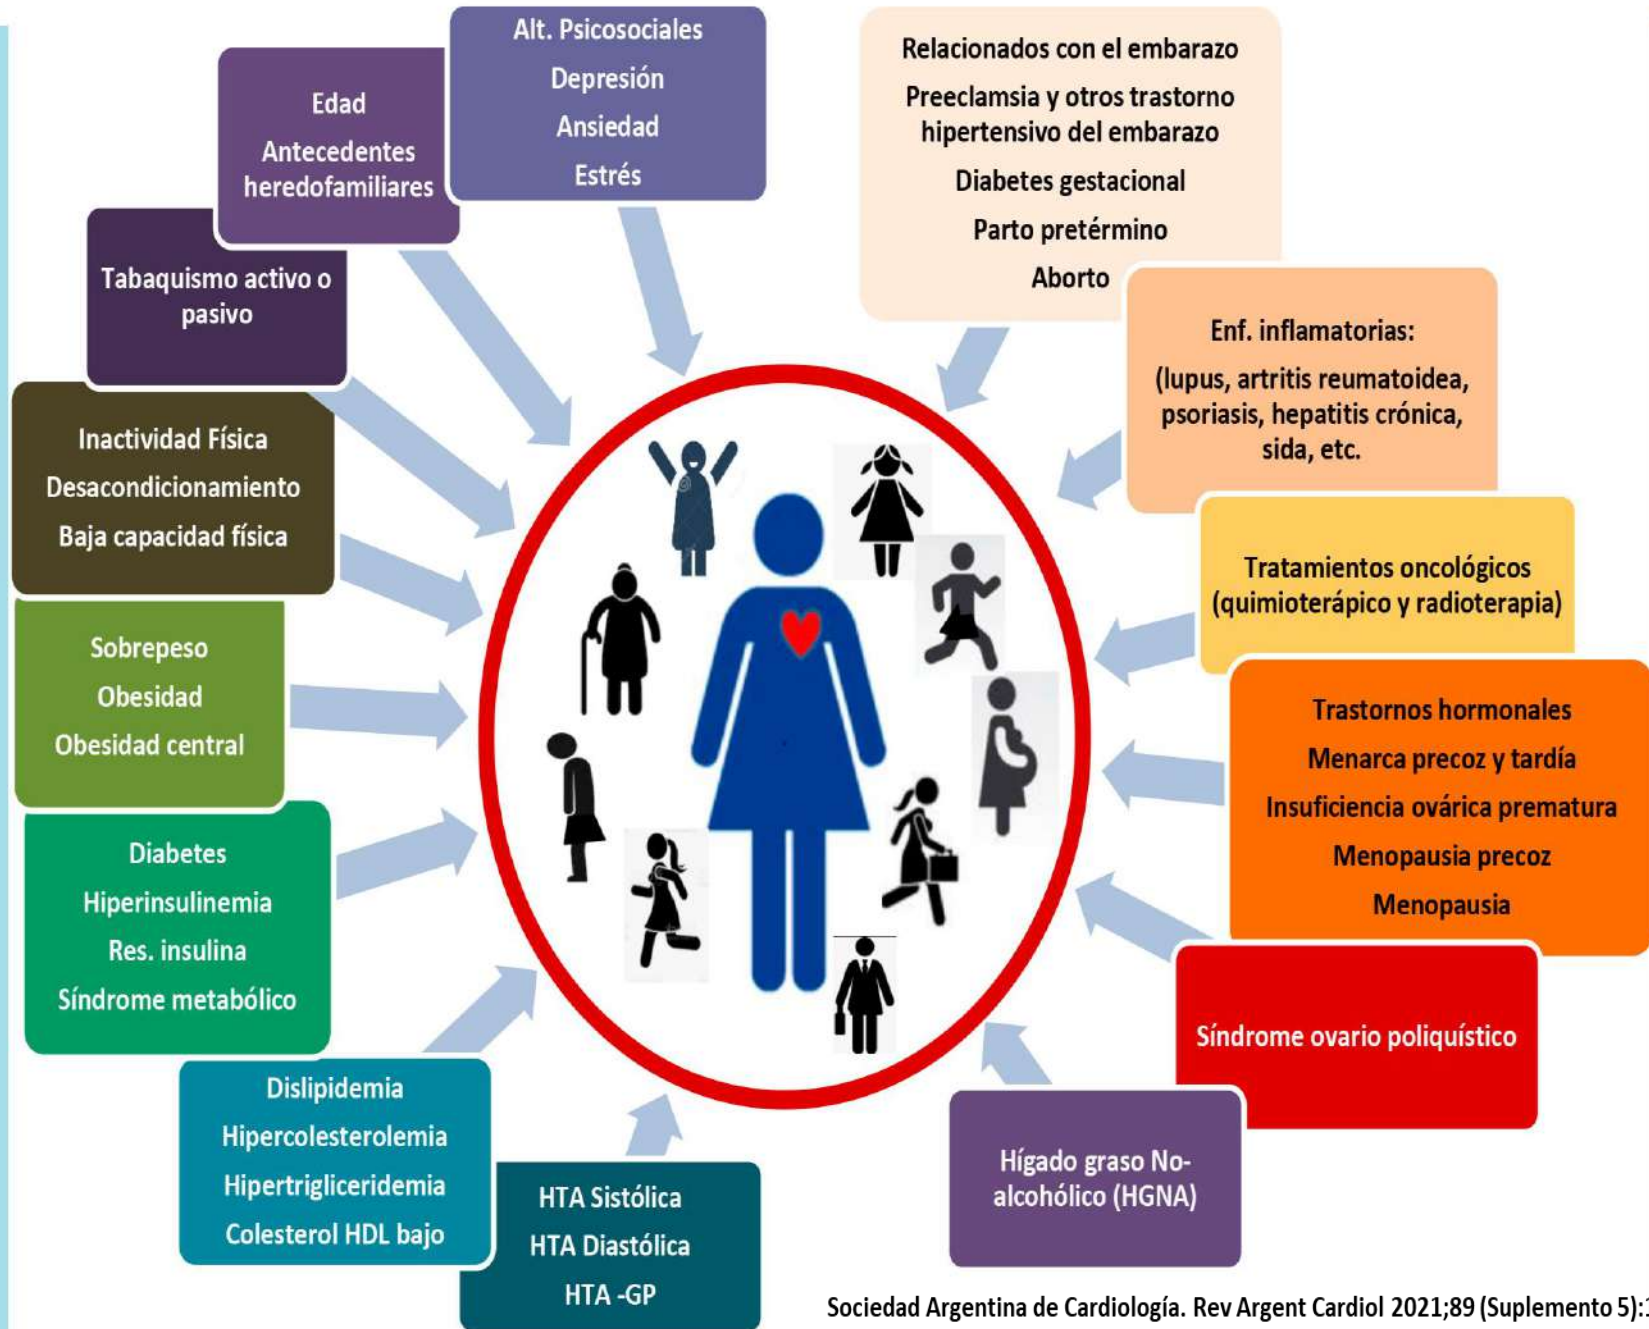 Alt. Psicosociales
Depresión
Ansiedad
Estrés
Edad
Antecedentes
heredofamiliares
Tabaquismo activo o
pasivo
Inactividad Física
Desacondicionamiento
Baja capacidad física
Sobrepeso
Obesidad
Obesidad central
Diabetes
Hiperinsulinemia
Res. insulina
Síndrome metabólico
Dislipidemia
Hipercolesterolemia
Hipertrigliceridemia
Colesterol HDL bajo
HTA Sistólica
HTA Diastólica
HTA -GP
Relacionados con el embarazo
Preeclamsia y otros trastorno
hipertensivo del embarazo
Diabetes gestacional
Parto pretérmino
Aborto
Enf. inflamatorias:
(lupus, artritis reumatoidea,
psoriasis, hepatitis crónica,
sida, etc.
Tratamientos oncológicos
(quimioterápico y radioterapia)
Trastornos hormonales
Menarca precoz y tardía
Insuficiencia ovárica prematura
Menopausia precoz
Menopausia
Síndrome ovario poliquístico
Hígado graso No-
alcohólico (HGNA)
Sociedad Argentina de Cardiología. Rev Argent Cardiol 2021;89 (Suplemento 5):